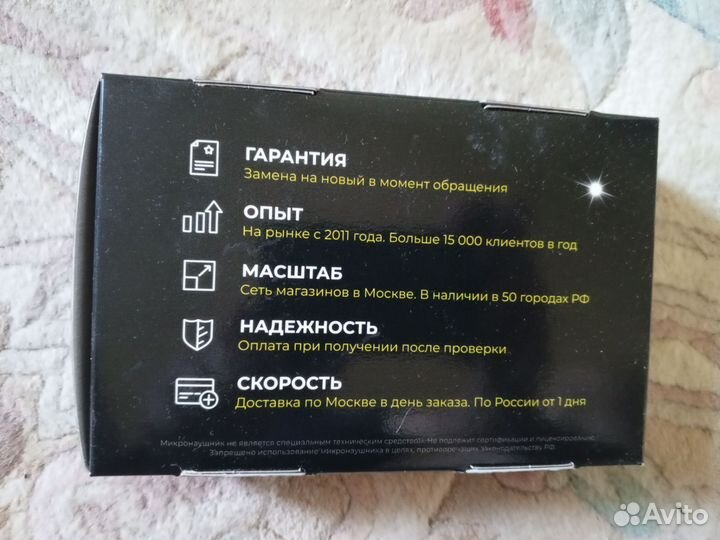 ГАРАНТИЯ
Замена на новый в момент обращения
ОПЫТ
На рынке с 2011 года. Больше 15 000 клиентов в год
МАСШТАБ
Сеть магазинов в Москве. В наличии в 50 городах РФ
НАДЕЖНОСТЬ
Оплата при получении после проверки
СКОРОСТЬ
Доставка по Москве в день заказа. По России от 1 дня
Микронаушник не является специальным техническим средством. Не подлежит сертификации и лицензированию.
Запрещено использование микронаушника в целях, противоречащих законодательству РФ.
Avito